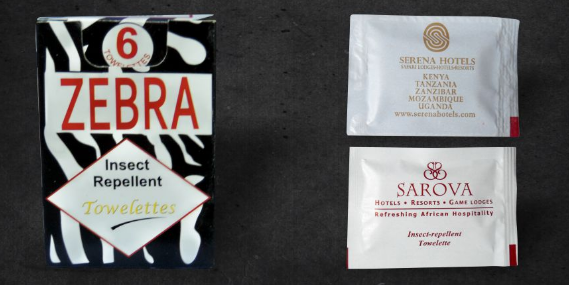 6
TOWELETTES
ZEBRA
Insect
Repellent
Towelettes
SERENA HOTELS
KENYA
TANZANIA
ZANZIBAR
MOZAMBIQUE
UGANDA
www.serenahotels.com
SAROVA
HOTELS • RESORTS • GAME LODGES
Refreshing African Hospitality
Insect-repellent
Towelette